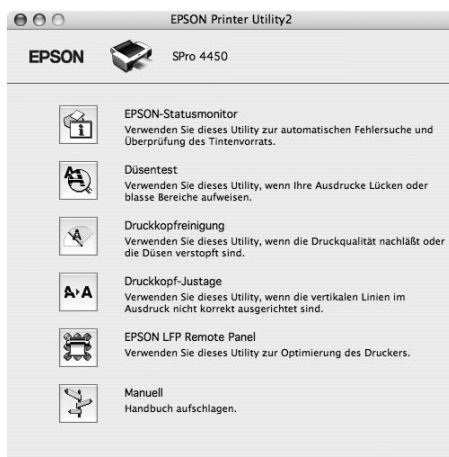 EPSON Printer Utility2
EPSON SPro 4450
EPSON-Statusmonitor
Verwenden Sie dieses Utility zur automatischen Fehlersuche und
Überprüfung des Tintenvorrats.
Düsentest
Verwenden Sie dieses Utility, wenn Ihre Ausdrucke Lücken oder
blasse Bereiche aufweisen.
Druckkopfreinigung
Verwenden Sie dieses Utility, wenn die Druckqualität nachläßt oder
die Düsen verstopft sind.
Druckkopf-Justage
Verwenden Sie dieses Utility, wenn die vertikalen Linien im
Ausdruck nicht korrekt ausgerichtet sind.
EPSON LFP Remote Panel
Verwenden Sie dieses Utility zur Optimierung des Druckers.
Manuell
Handbuch aufschlagen.